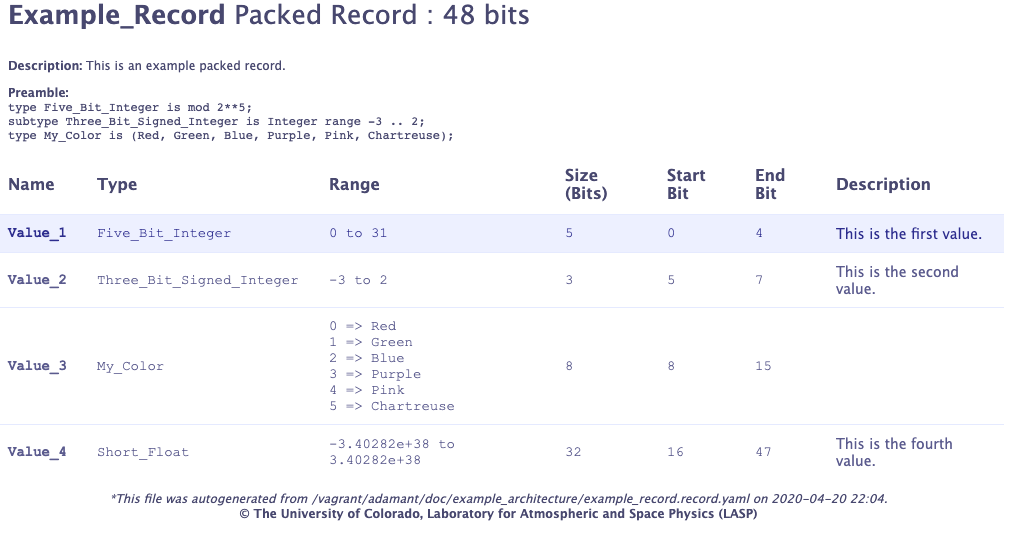 Example_Record Packed Record : 48 bits
Description: This is an example packed record.
Preamble:
type Five_Bit_Integer is mod 2**5;
subtype Three_Bit_Signed_Integer is Integer range -3 .. 2;
type My_Color is (Red, Green, Blue, Purple, Pink, Chartreuse);
Name Type Range Size (Bits) Start Bit End Bit Description
Value_1 Five_Bit_Integer 0 to 31 5 0 4 This is the first value.
Value_2 Three_Bit_Signed_Integer -3 to 2 3 5 7 This is the second value.
Value_3 My_Color 0 => Red
1 => Green
2 => Blue
3 => Purple
4 => Pink
5 => Chartreuse
8 8 15
Value_4 Short_Float -3.40282e+38 to 3.40282e+38 32 16 47 This is the fourth value.
*This file was autogenerated from /vagrant/adamant/doc/example_architecture/example_record.record.yaml on 2020-04-20 22:04.
© The University of Colorado, Laboratory for Atmospheric and Space Physics (LASP)